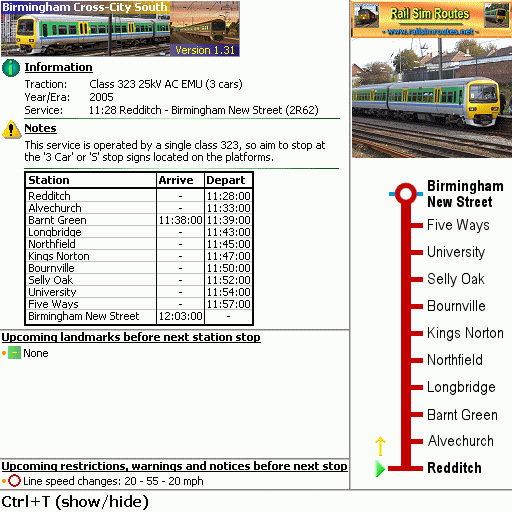 Birmingham Cross-City South
Version 1.31
Rail Sim Routes
- www.railsimroutes.net -
Information
Traction: Class 323 25kV AC EMU (3 cars)
Year/Era: 2005
Service: 11:28 Redditch - Birmingham New Street (2R62)
Notes
This service is operated by a single class 323, so aim to stop at
the '3 Car' or 'S' stop signs located on the platforms.
Station Arrive Depart
Redditch - 11:28:00
Alvechurch - 11:33:00
Barnt Green 11:38:00 11:39:00
Longbridge - 11:43:00
Northfield - 11:45:00
Kings Norton - 11:47:00
Bournville - 11:50:00
Selly Oak - 11:52:00
University - 11:54:00
Five Ways - 11:57:00
Birmingham New Street 12:03:00 -
Upcoming landmarks before next station stop
None
Upcoming restrictions, warnings and notices before next stop
Line speed changes: 20 - 55 - 20 mph
Ctrl+T (show/hide)
Birmingham
New Street
Five Ways
University
Selly Oak
Bournville
Kings Norton
Northfield
Longbridge
Barnt Green
Alvechurch
Redditch